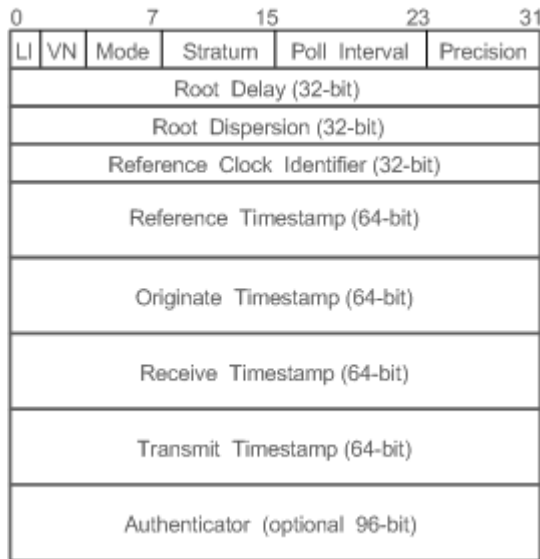 0 7 15 23 31
LI VN Mode Stratum Poll Interval Precision
Root Delay (32-bit)
Root Dispersion (32-bit)
Reference Clock Identifier (32-bit)
Reference Timestamp (64-bit)
Originate Timestamp (64-bit)
Receive Timestamp (64-bit)
Transmit Timestamp (64-bit)
Authenticator (optional 96-bit)